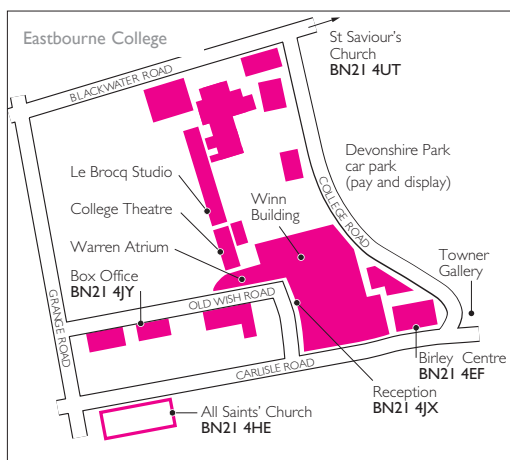 Eastbourne College
St Saviour's
Church
BN21 4UT
BLACKWATER ROAD
Devonshire Park
car park
(pay and display)
Le Brocq Studio
College Theatre
Winn
Building
COLLEGE ROAD
Warren Atrium
Box Office
BN21 4JY
Towner
Gallery
OLD WISH ROAD
GRANGE ROAD
CARLISLE ROAD
Birley Centre
BN21 4EF
Reception
BN21 4JX
All Saints' Church
BN21 4HE